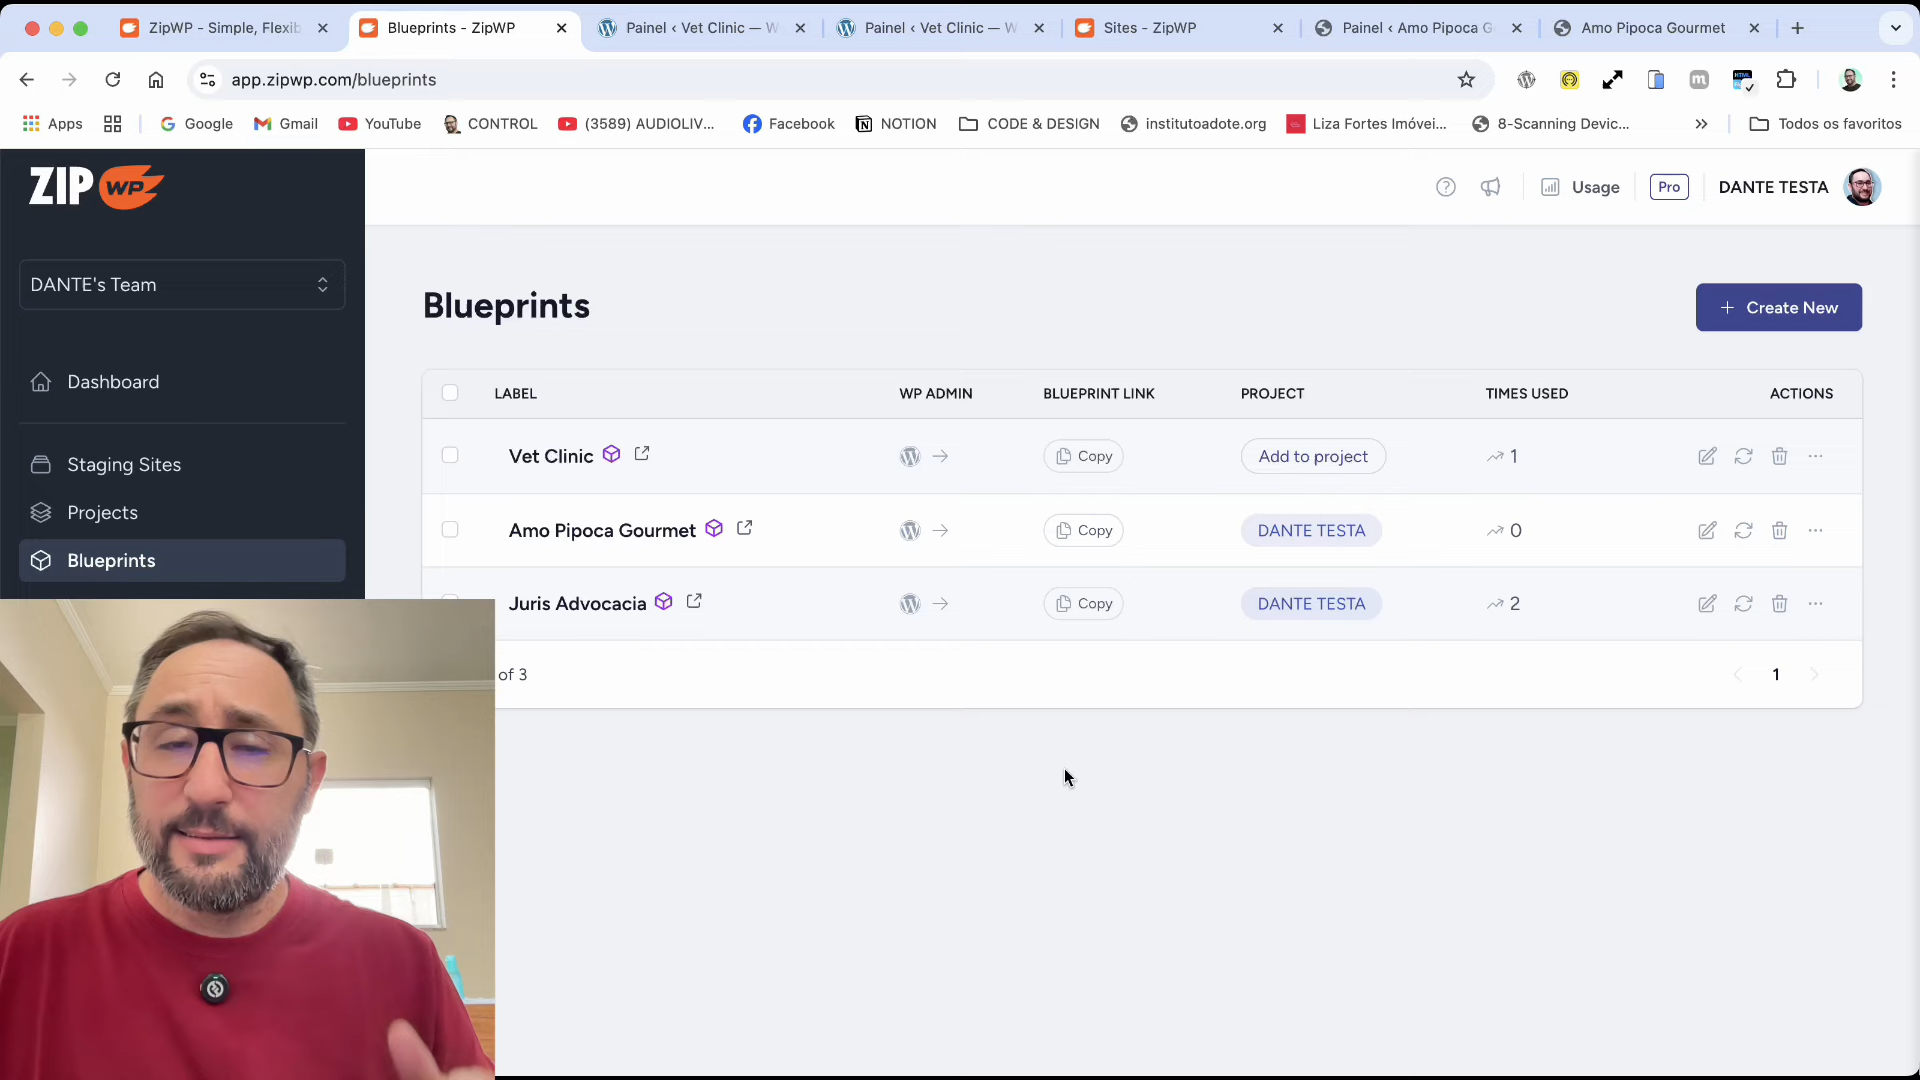 ZipWP - Simple, Flexib
Blueprints - ZipWP
Painel ‹ Vet Clinic — W
Painel ‹ Vet Clinic — W
Sites - ZipWP
Painel ‹ Amo Pipoca G
Amo Pipoca Gourmet
app.zipwp.com/blueprints
Apps
Google
Gmail
YouTube
CONTROL
(3589) AUDIOLIV...
Facebook
NOTION
CODE & DESIGN
institutoadote.org
Liza Fortes Imóvei...
8-Scanning Devic...
Todos os favoritos
ZIP WP
Usage
Pro
DANTE TESTA
DANTE's Team
Dashboard
Staging Sites
Projects
Blueprints
Blueprints
+ Create New
LABEL WP ADMIN BLUEPRINT LINK PROJECT TIMES USED ACTIONS
Vet Clinic Copy Add to project 1
Amo Pipoca Gourmet Copy DANTE TESTA 0
Juris Advocacia Copy DANTE TESTA 2
of 3
1